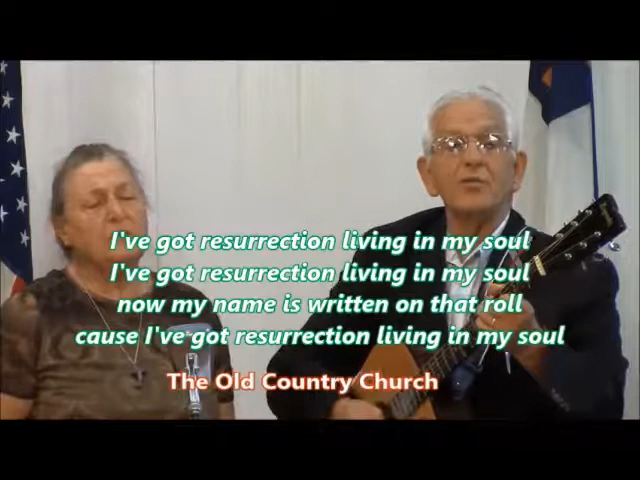 I've got resurrection living in my soul
I've got resurrection living in my soul
now my name is written on that roll
cause I've got resurrection living in my soul
The Old Country Church